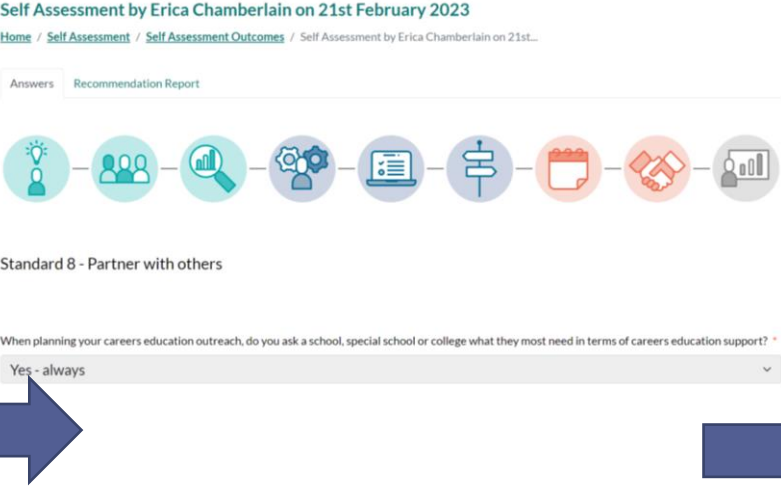 Self Assessment by Erica Chamberlain on 21st February 2023
Home / Self Assessment / Self Assessment Outcomes / Self Assessment by Erica Chamberlain on 21st...
Answers Recommendation Report
Standard 8 - Partner with others
When planning your careers education outreach, do you ask a school, special school or college what they most need in terms of careers education support? *
Yes - always